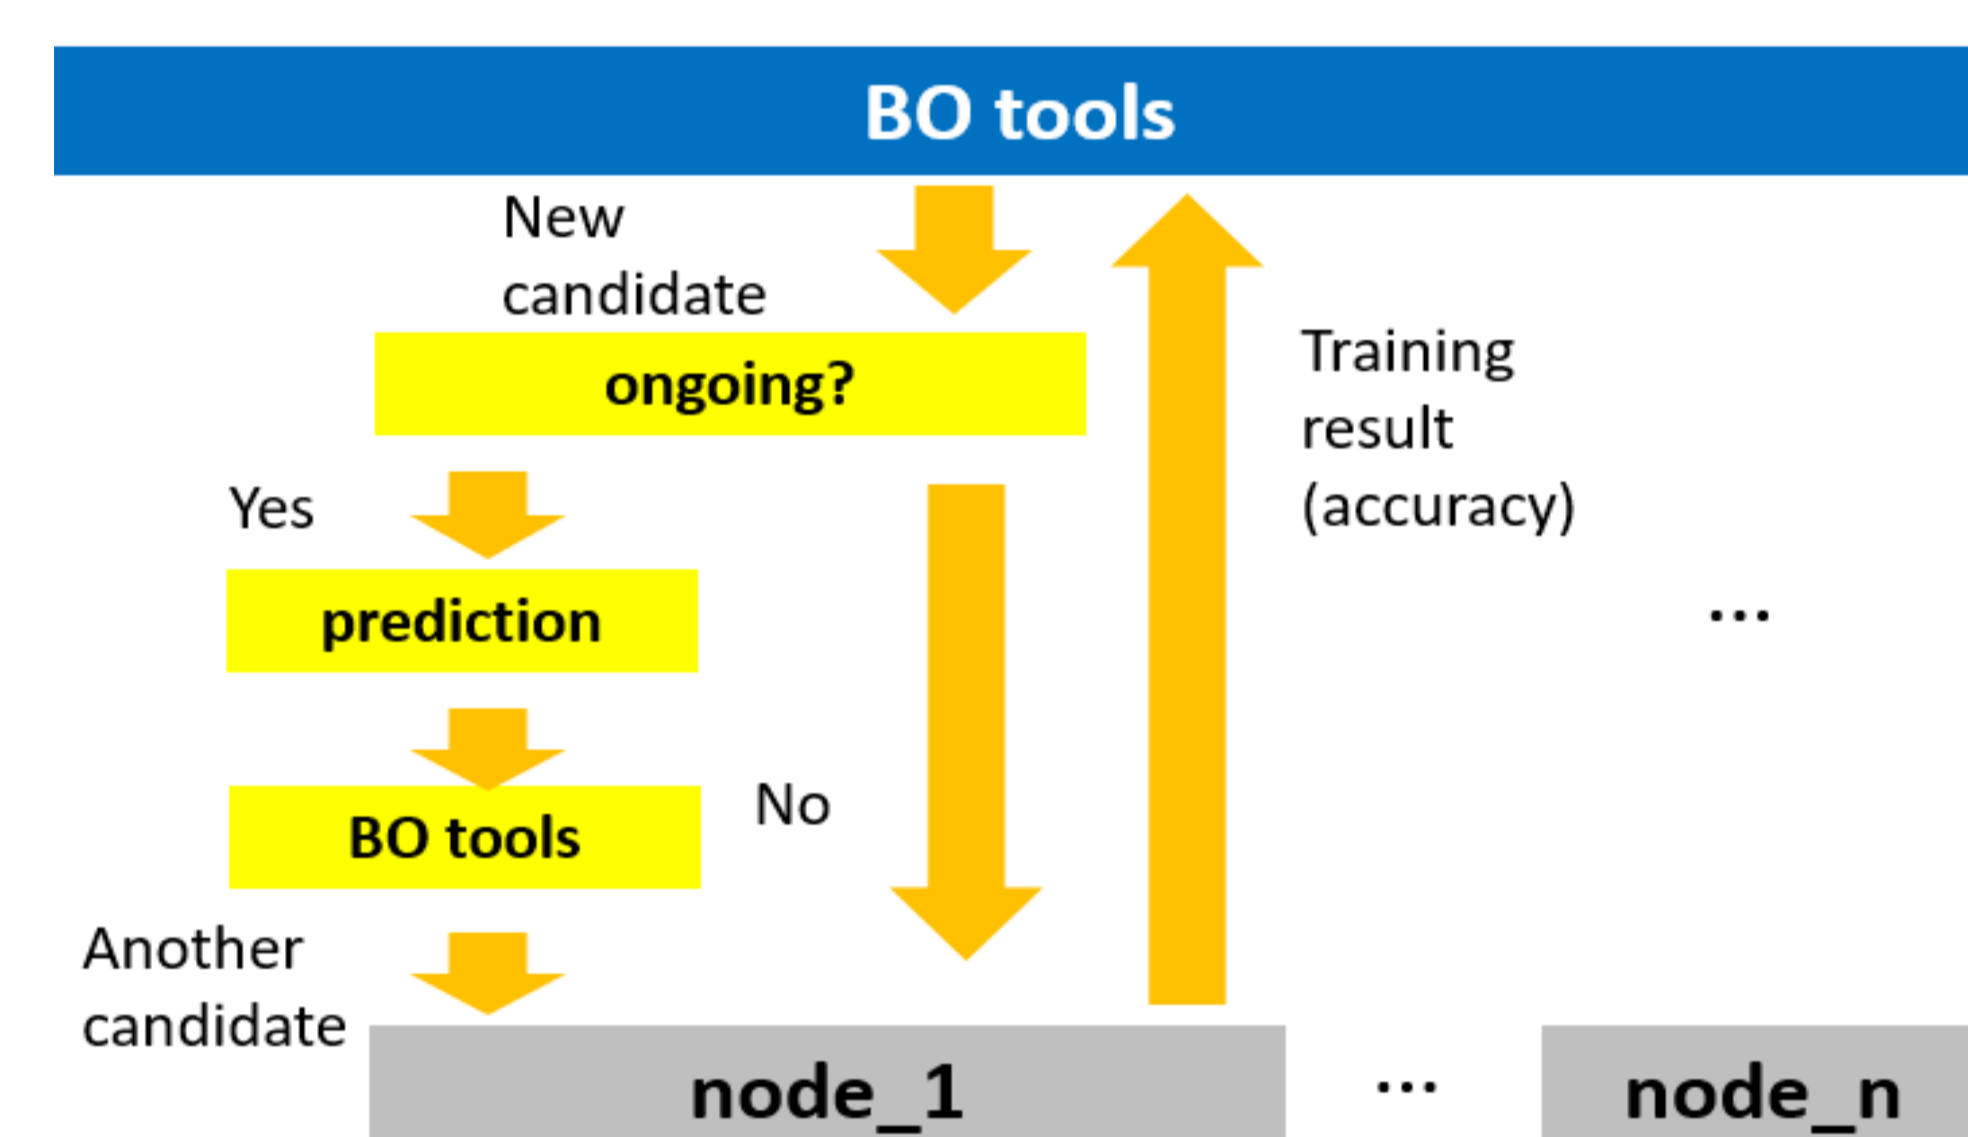 BO tools
New
candidate
ongoing?
Training
result
(accuracy)
Yes
prediction
...
No
BO tools
Another
candidate
node_1
...
node_n